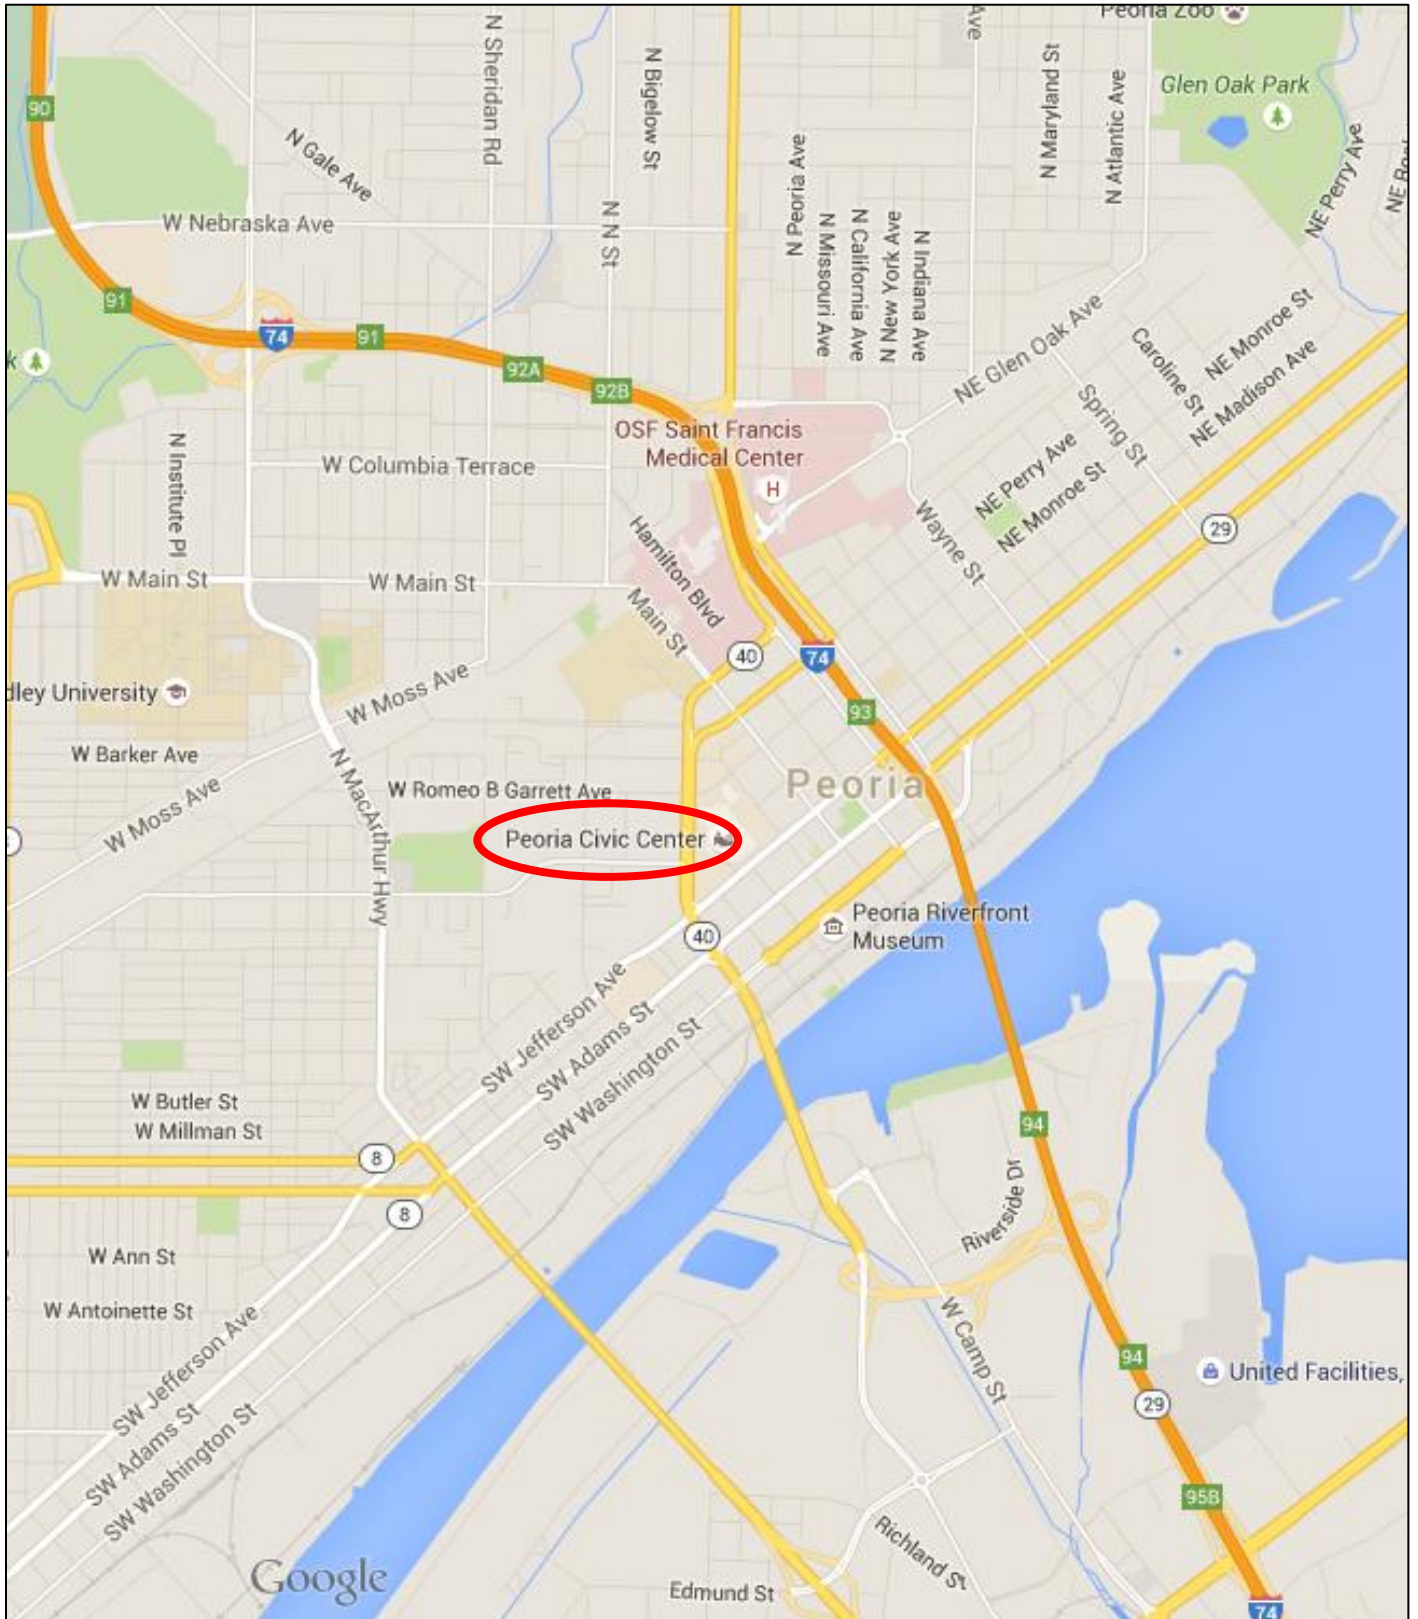 Peoria Zoo
Ave
N Sheridan Rd
N Bigelow St
N Maryland St
Glen Oak Park
N Atlantic Ave
90
N Gale Ave
N Peoria Ave
NE Perry Ave
W Nebraska Ave
N N St
N Missouri Ave
N California Ave
N New York Ave
N Indiana Ave
91
74
91
NE Glen Oak Ave
Caroline St
NE Monroe St
NE Madison Ave
92A
92B
Spring St
OSF Saint Francis
Medical Center
H
N Institute Pl
W Columbia Terrace
NE Perry Ave
NE Monroe St
Wayne St
29
Hamilton Blvd
W Main St
W Main St
Main St
40
74
dley University
W Moss Ave
93
W Barker Ave
N MacArthur Hwy
W Romeo B Garrett Ave
Peoria
W Moss Ave
Peoria Civic Center
Peoria Riverfront
Museum
40
SW Jefferson Ave
SW Adams St
SW Washington St
W Butler St
W Millman St
94
8
8
Riverside Dr
W Ann St
W Antoinette St
W Camp St
SW Jefferson Ave
SW Adams St
SW Washington St
94
United Facilities,
29
95B
Richland St
Google
Edmund St
74